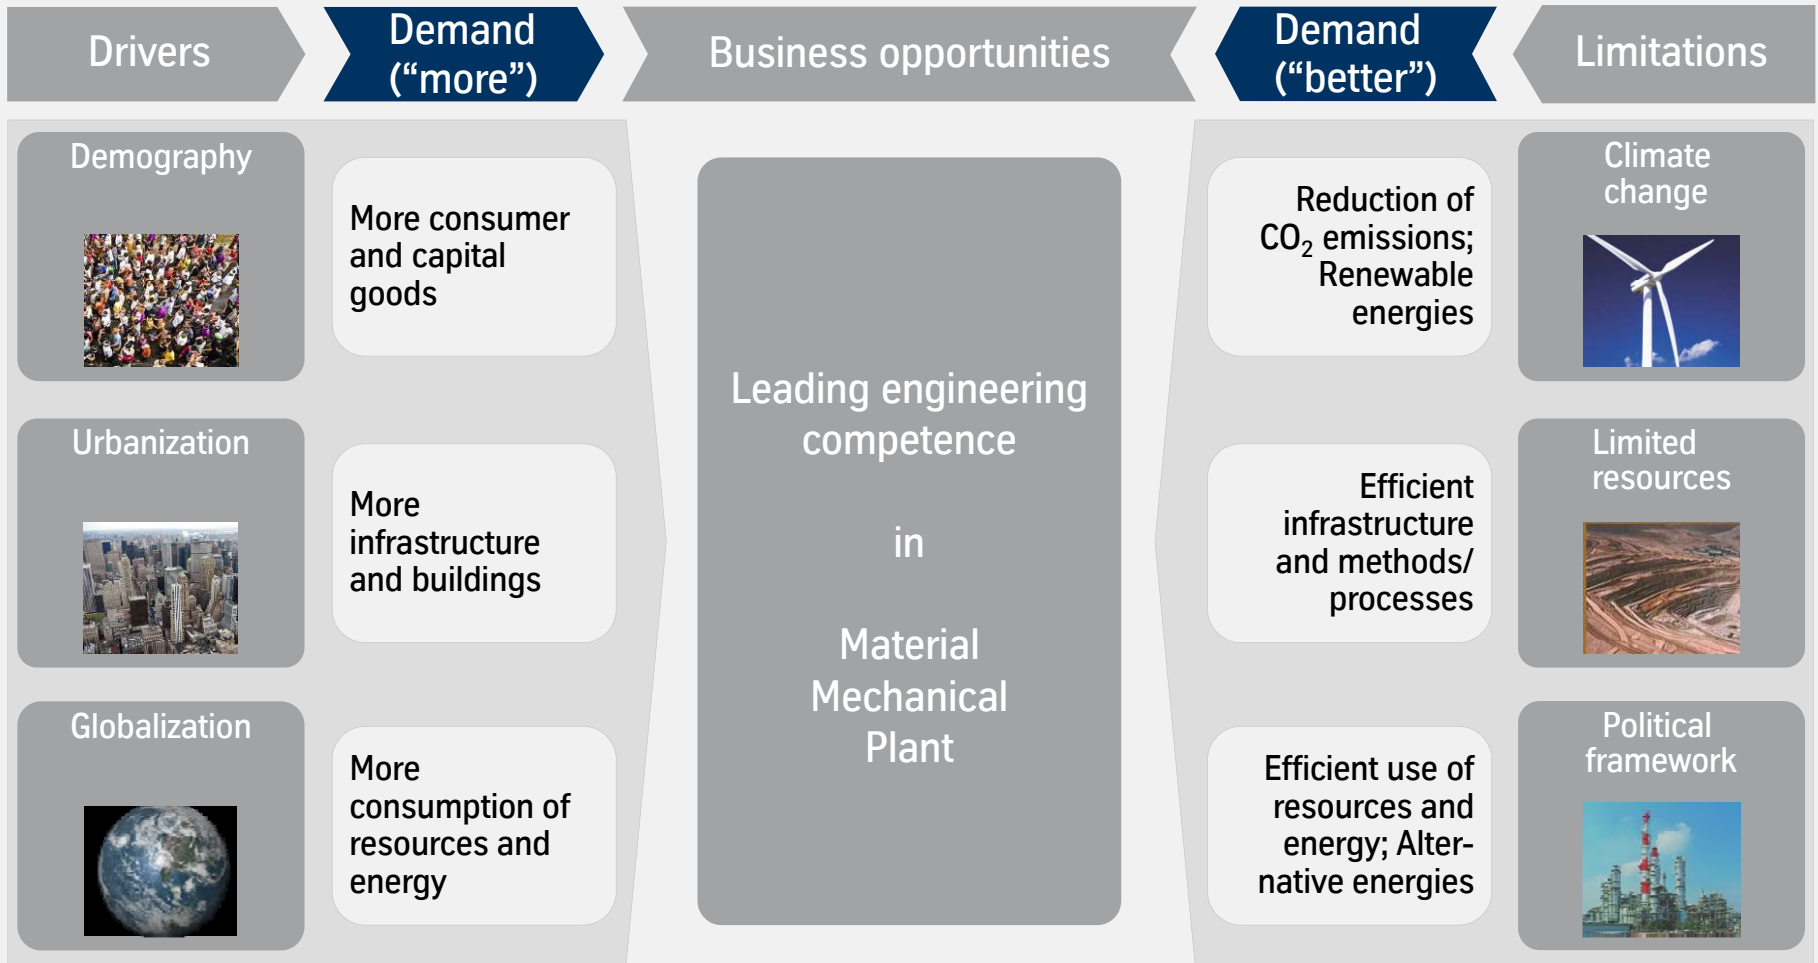 Drivers
Demand
(“more”)
Business opportunities
Demand
(“better”)
Limitations
Demography
More consumer
and capital
goods
Urbanization
More
infrastructure
and buildings
Globalization
More
consumption of
resources and
energy
Leading engineering
competence
in
Material
Mechanical
Plant
Reduction of
CO₂ emissions;
Renewable
energies
Climate
change
Efficient
infrastructure
and methods/
processes
Limited
resources
Efficient use of
resources and
energy; Alter-
native energies
Political
framework